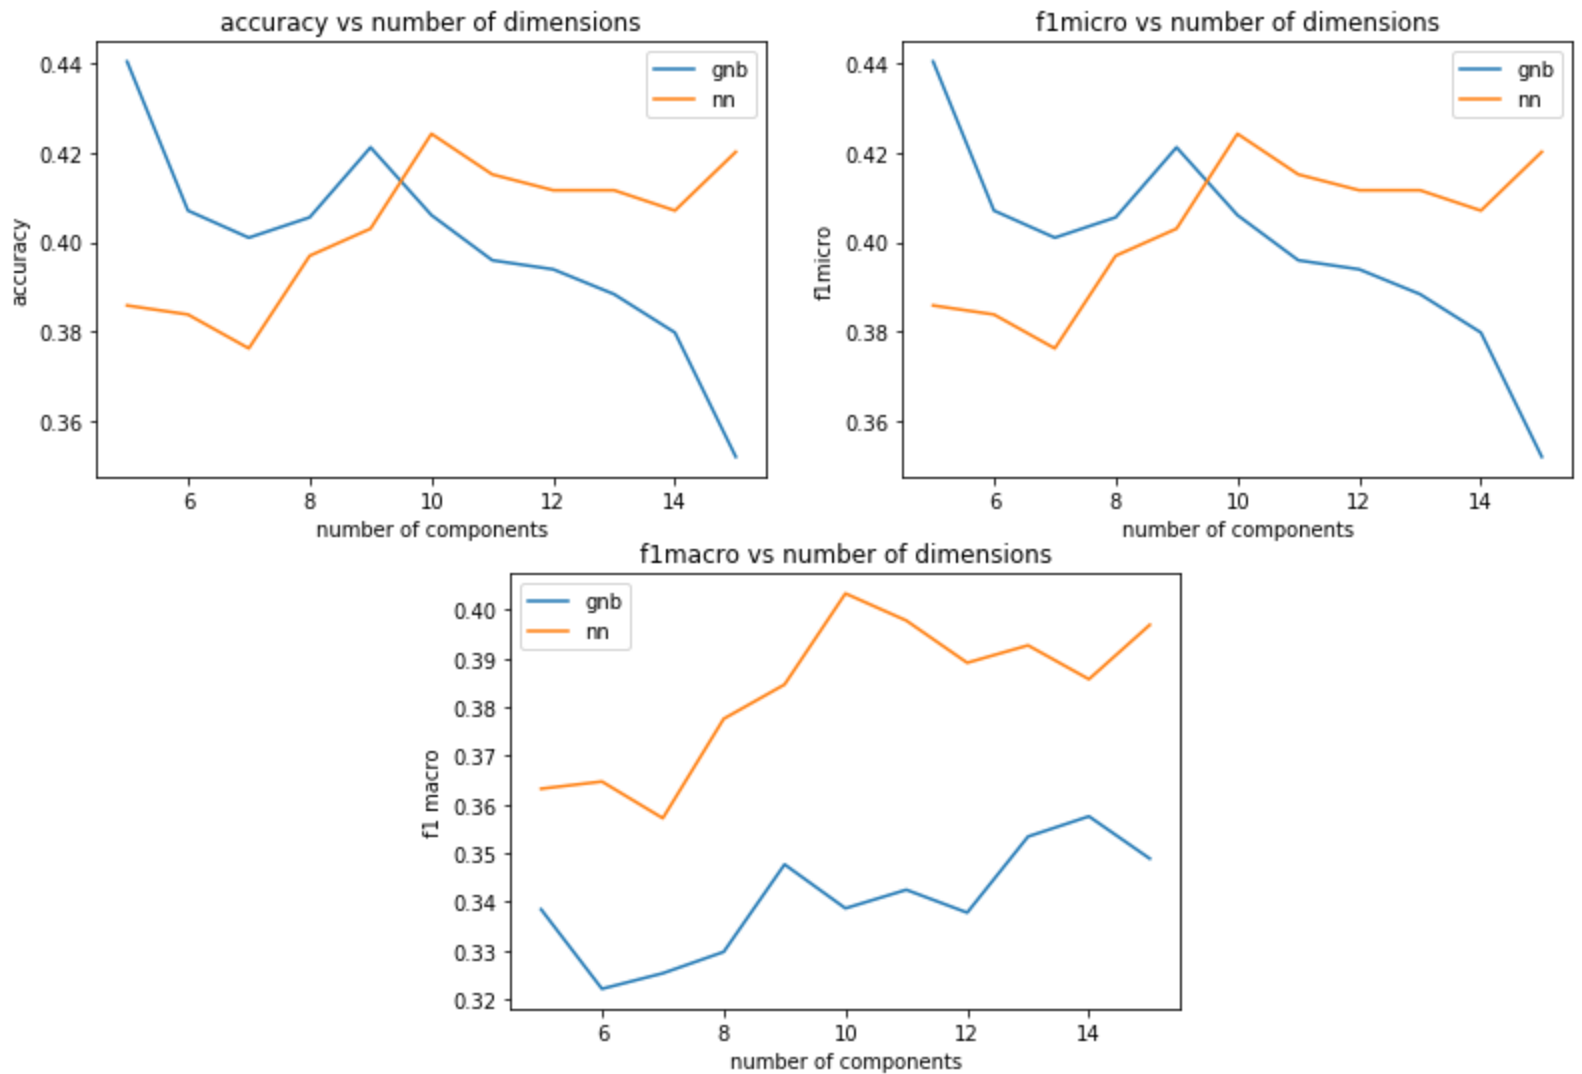 accuracy vs number of dimensions
accuracy
0.44
0.42
0.40
0.38
0.36
gnb
nn
6 8 10 12 14
number of components
f1micro vs number of dimensions
f1micro
0.44
0.42
0.40
0.38
0.36
gnb
nn
6 8 10 12 14
number of components
f1macro vs number of dimensions
f1 macro
0.40
0.39
0.38
0.37
0.36
0.35
0.34
0.33
0.32
gnb
nn
6 8 10 12 14
number of components